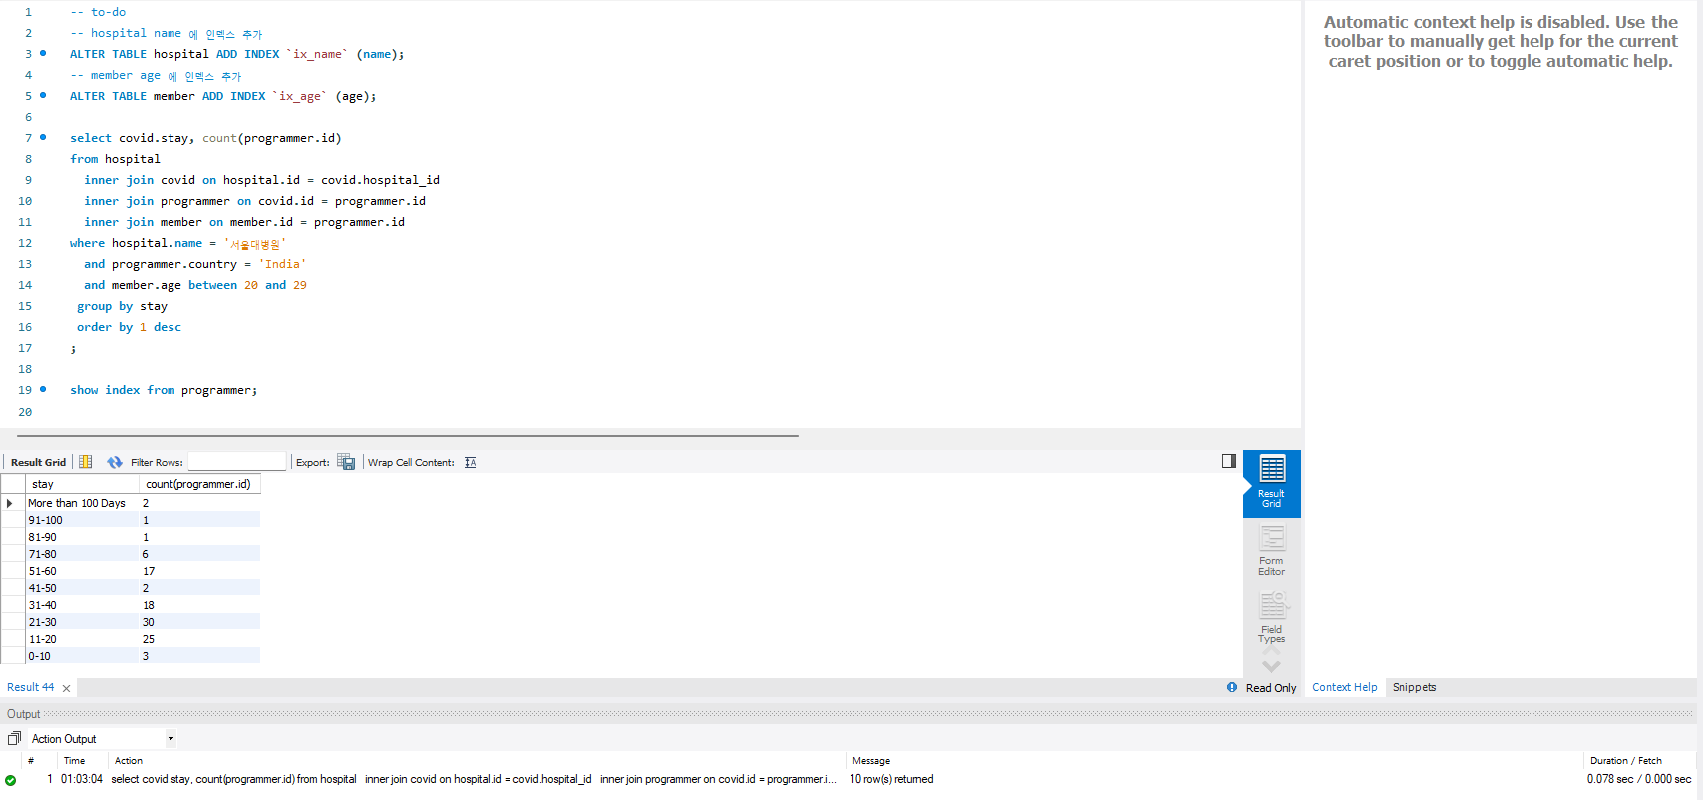 1 -- to-do
2 -- hospital name 에 인덱스 추가
3 ALTER TABLE hospital ADD INDEX `ix_name` (name);
4 -- member age 에 인덱스 추가
5 ALTER TABLE member ADD INDEX `ix_age` (age);
6
7 select covid.stay, count(programmer.id)
8 from hospital
9 inner join covid on hospital.id = covid.hospital_id
10 inner join programmer on covid.id = programmer.id
11 inner join member on member.id = programmer.id
12 where hospital.name = '서울대병원'
13 and programmer.country = 'India'
14 and member.age between 20 and 29
15 group by stay
16 order by 1 desc
17 ;
18
19 show index from programmer;
20
Automatic context help is disabled. Use the
toolbar to manually get help for the current
caret position or to toggle automatic help.
Result Grid Filter Rows: Export: Wrap Cell Content:
stay count(programmer.id)
More than 100 Days 2
91-100 1
81-90 1
71-80 6
51-60 17
41-50 2
31-40 18
21-30 30
11-20 25
0-10 3
Result
Grid
Form
Editor
Field
Types
Result 44
Read Only
Context Help Snippets
Output
Action Output
# Time Action Message Duration / Fetch
1 01:03:04 select covid.stay, count(programmer.id) from hospital inner join covid on hospital.id = covid.hospital_id inner join programmer on covid.id = programmer.i... 10 row(s) returned 0.078 sec / 0.000 sec